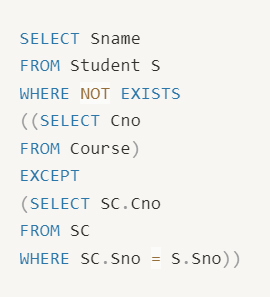 SELECT Sname
FROM Student S
WHERE NOT EXISTS
((SELECT Cno
FROM Course)
EXCEPT
(SELECT SC.Cno
FROM SC
WHERE SC.Sno = S.Sno))